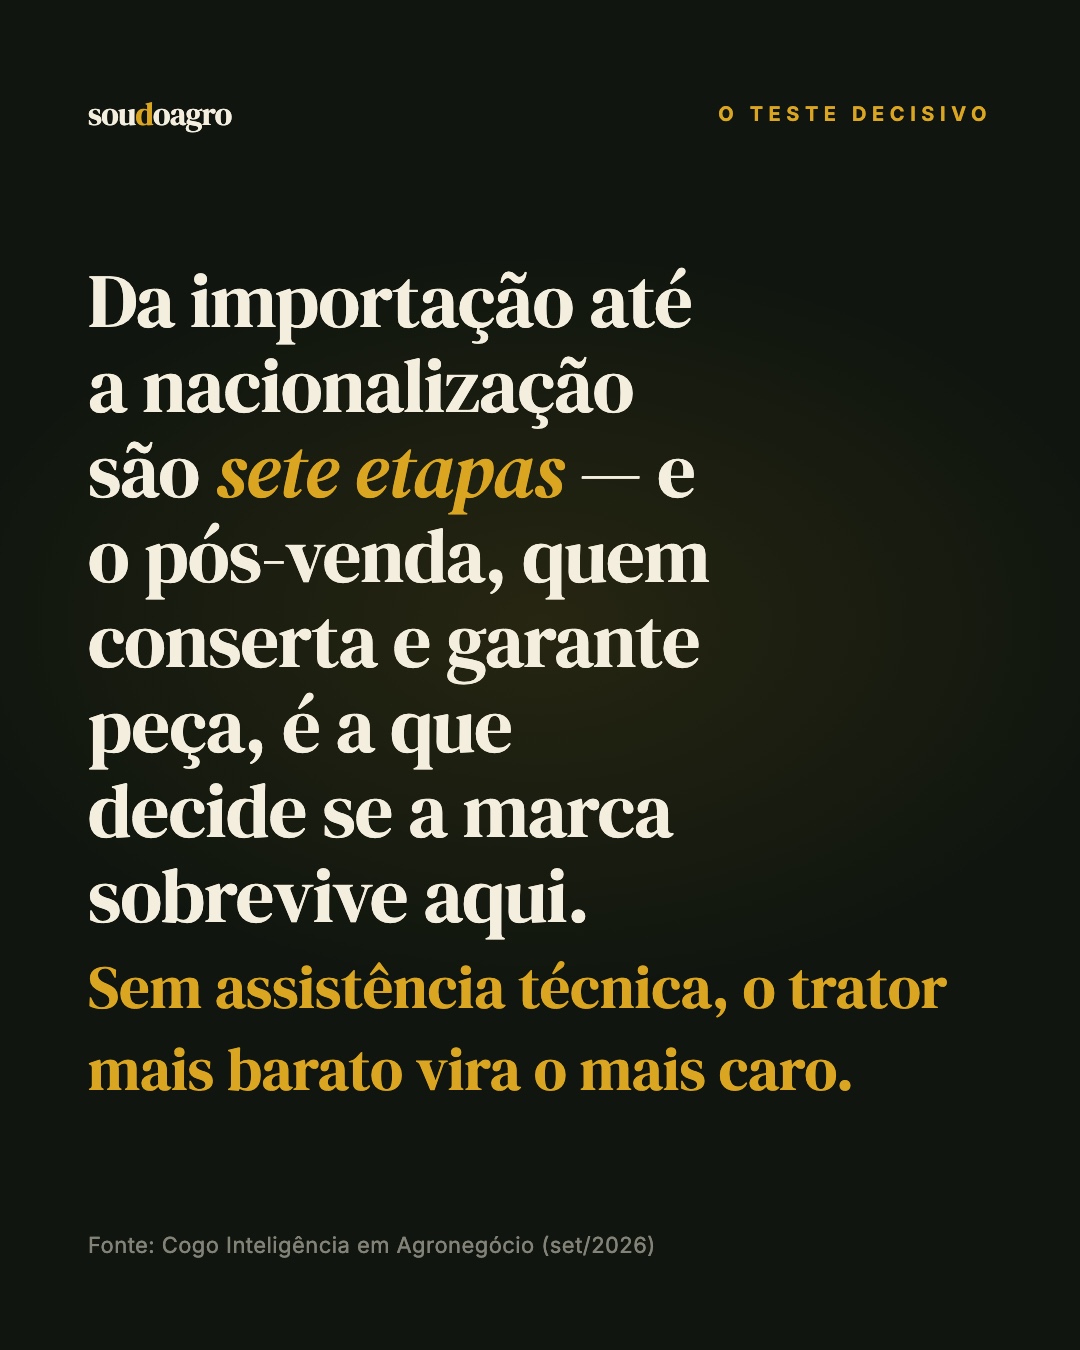 soudoagro
O TESTE DECISIVO
Da importação até
a nacionalização
são sete etapas — e
o pós-venda, quem
conserta e garante
peça, é a que
decide se a marca
sobrevive aqui.
Sem assistência técnica, o trator
mais barato vira o mais caro.
Fonte: Cogo Inteligência em Agronegócio (set/2026)